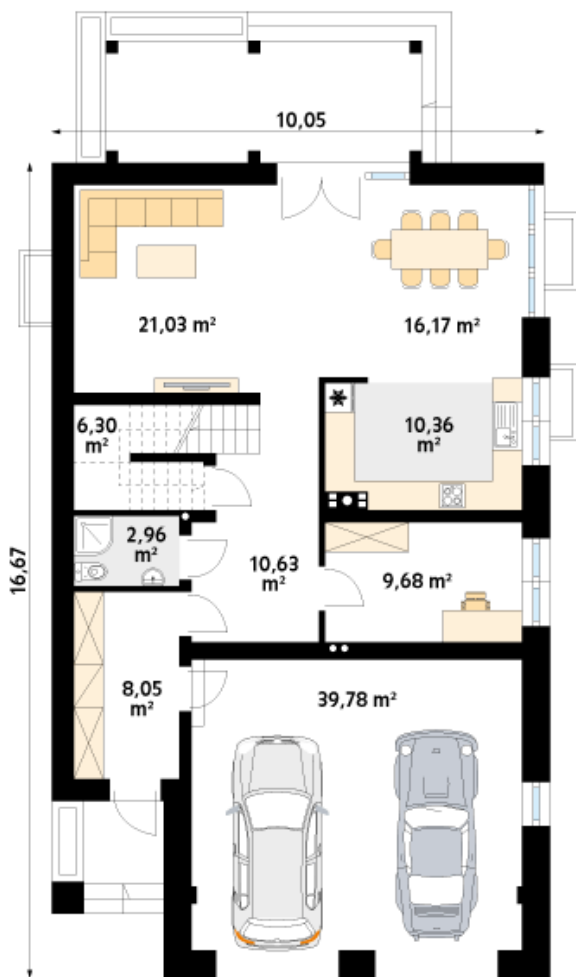 10,05
21,03 m²
16,17 m²
6,30
m²
10,36
m²
2,96
m²
10,63
m²
9,68 m²
16,67
8,05
m²
39,78 m²